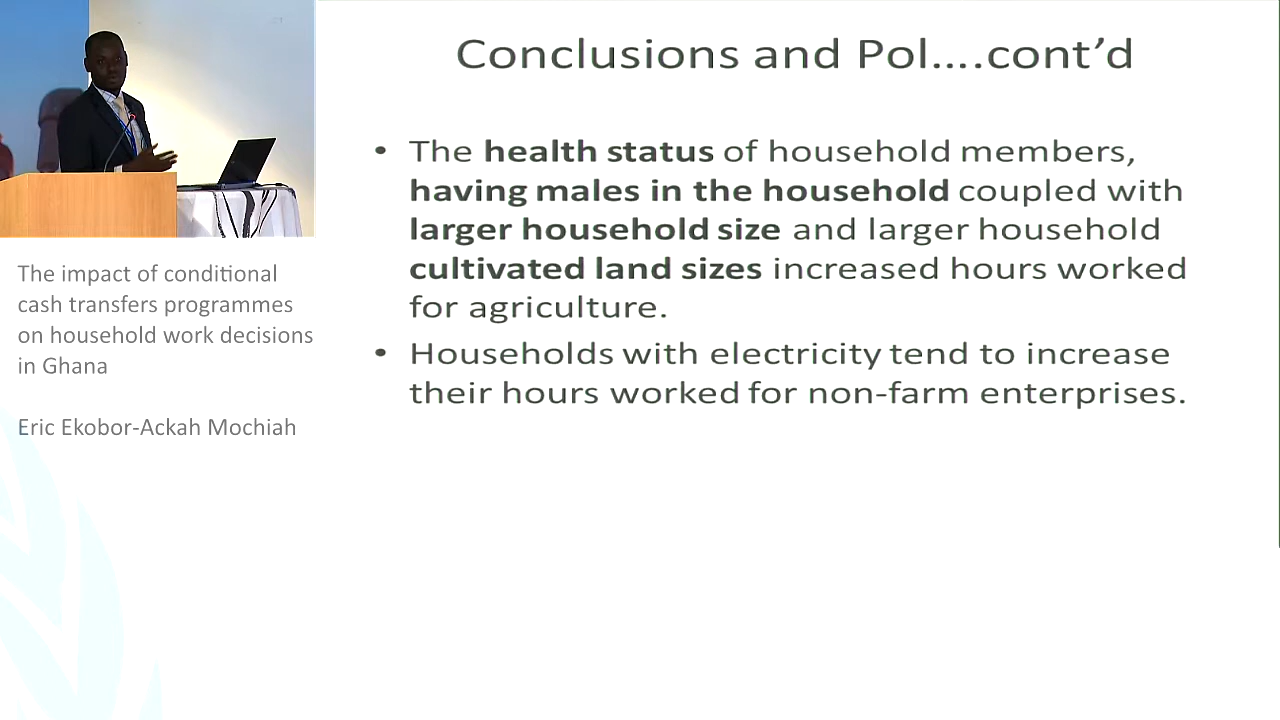 Conclusions and Pol....cont'd
• The health status of household members,
having males in the household coupled with
larger household size and larger household
cultivated land sizes increased hours worked
for agriculture.
• Households with electricity tend to increase
their hours worked for non-farm enterprises.
The impact of conditional
cash transfers programmes
on household work decisions
in Ghana
Eric Ekobor-Ackah Mochiah